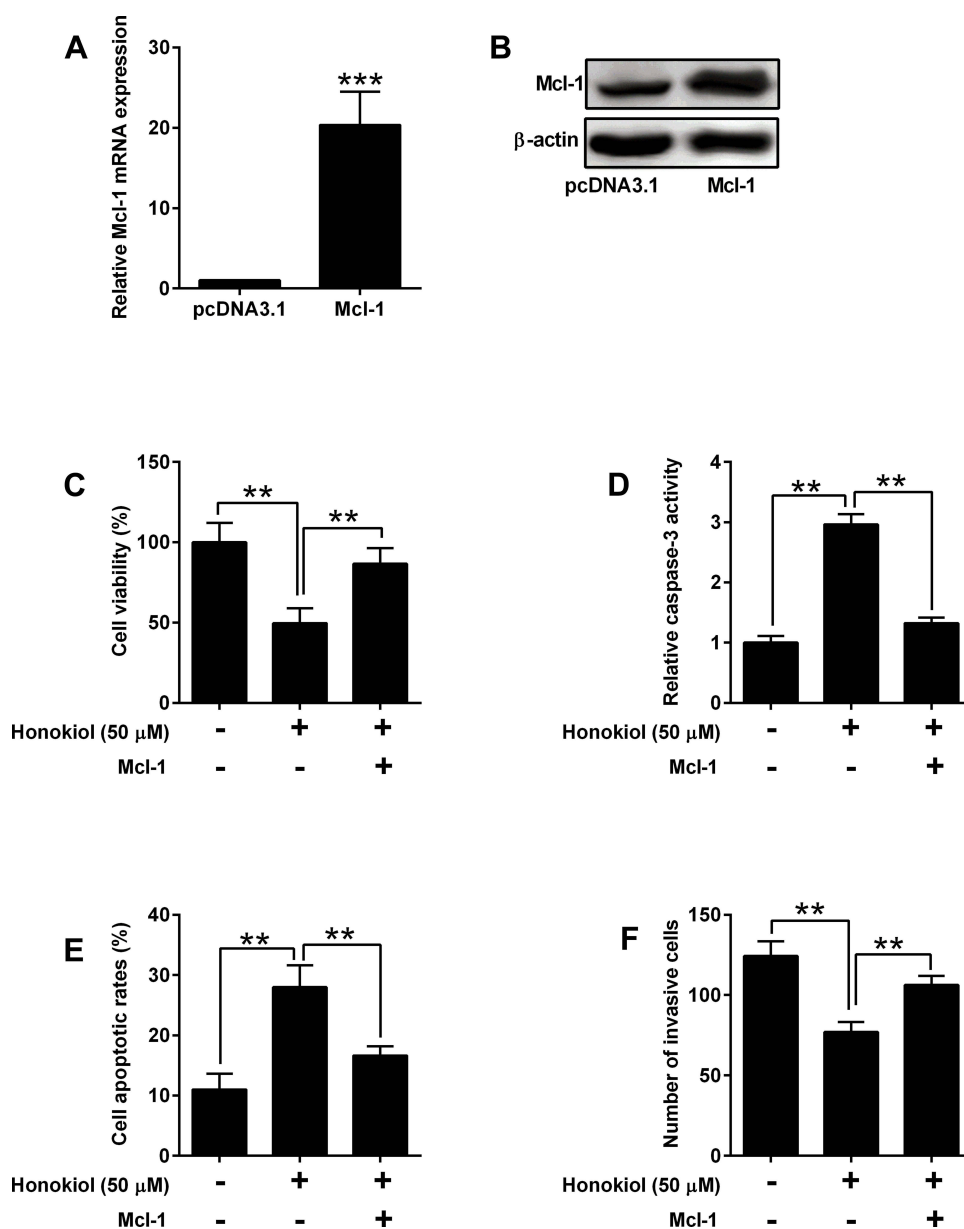 A
Relative Mcl-1 mRNA expression
30
20
10
0
***
pcDNA3.1 Mcl-1
B
Mcl-1
β-actin
pcDNA3.1 Mcl-1
C
Cell viability (%)
150
100
50
0
** **
Honokiol (50 μM) - + +
Mcl-1 - - +
D
Relative caspase-3 activity
4
3
2
1
0
** **
Honokiol (50 μM) - + +
Mcl-1 - - +
E
Cell apoptotic rates (%)
40
30
20
10
0
** **
Honokiol (50 μM) - + +
Mcl-1 - - +
F
Number of invasive cells
150
100
50
0
** **
Honokiol (50 μM) - + +
Mcl-1 - - +